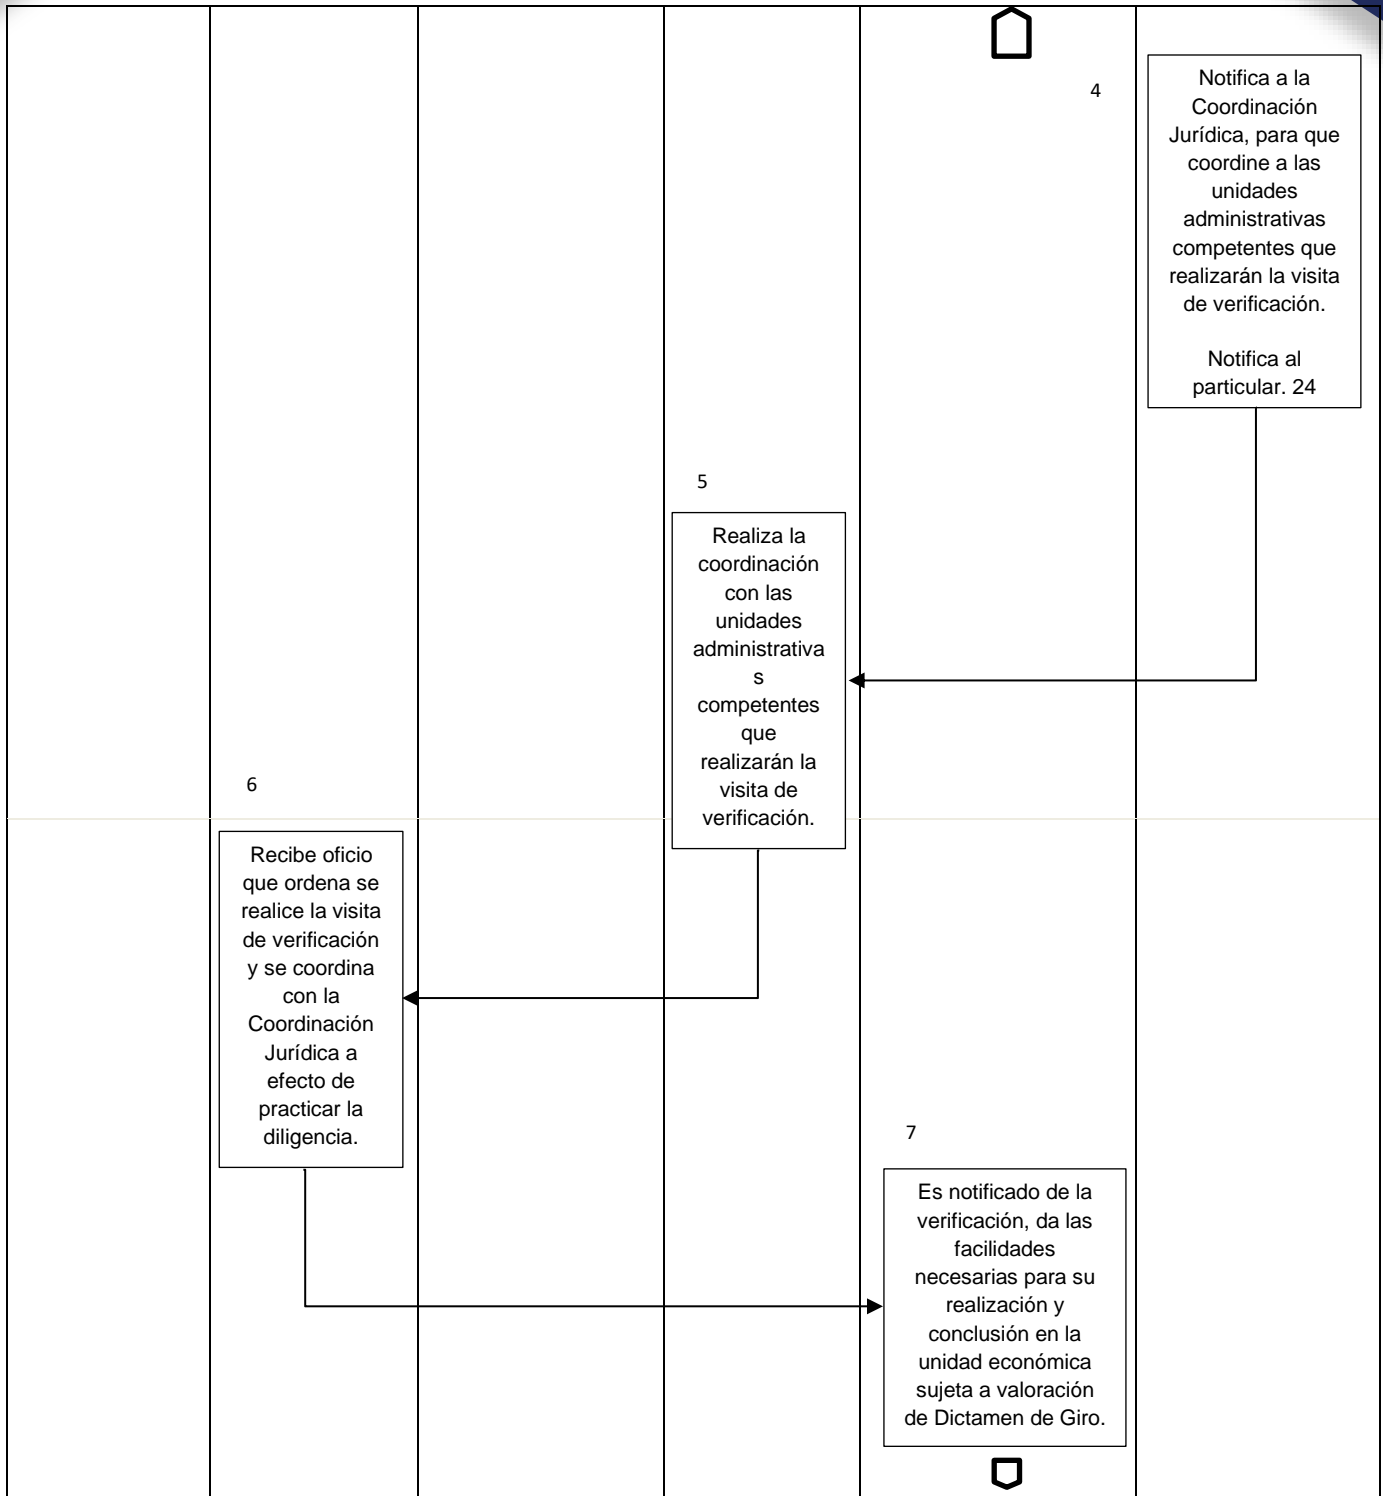 4
Notifica a la
Coordinación
Jurídica, para que
coordine a las
unidades
administrativas
competentes que
realizarán la visita
de verificación.
Notifica al
particular. 24
5
Realiza la
coordinación
con las
unidades
administrativa
s
competentes
que
realizarán la
visita de
verificación.
6
Recibe oficio
que ordena se
realice la visita
de verificación
y se coordina
con la
Coordinación
Jurídica a
efecto de
practicar la
diligencia.
7
Es notificado de la
verificación, da las
facilidades
necesarias para su
realización y
conclusión en la
unidad económica
sujeta a valoración
de Dictamen de Giro.